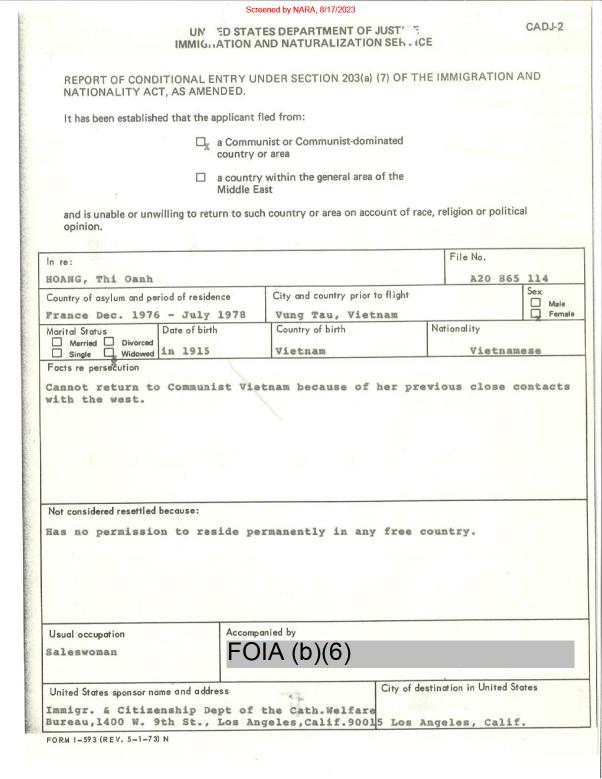 Screened by NARA, 8/17/2023
CADJ-2
UN ED STATES DEPARTMENT OF JUST E
IMMIG ATION AND NATURALIZATION SER ICE
REPORT OF CONDITIONAL ENTRY UNDER SECTION 203(a) (7) OF THE IMMIGRATION AND
NATIONALITY ACT, AS AMENDED.
It has been established that the applicant fled from:
x a Communist or Communist-dominated
country or area
a country within the general area of the
Middle East
and is unable or unwilling to return to such country or area on account of race, religion or political
opinion.
In re:
HOANG, Thi Oanh
File No.
A20 865 114
Country of asylum and period of residence
France Dec. 1976 - July 1978
City and country prior to flight
Vung Tau, Vietnam
Sex
Male
x Female
Marital Status
Married Divorced
Single x Widowed
Date of birth
in 1915
Country of birth
Vietnam
Nationality
Vietnamese
Facts re persecution
Cannot return to Communist Vietnam because of her previous close contacts
with the west.
Not considered resettled because:
Has no permission to reside permanently in any free country.
Usual occupation
Saleswoman
Accompanied by
FOIA (b)(6)
United States sponsor name and address
Immigr. & Citizenship Dept of the Cath.Welfare
Bureau,1400 W. 9th St., Los Angeles,Calif.90015
City of destination in United States
Los Angeles, Calif.
FORM I-593 (REV. 5-1-73) N